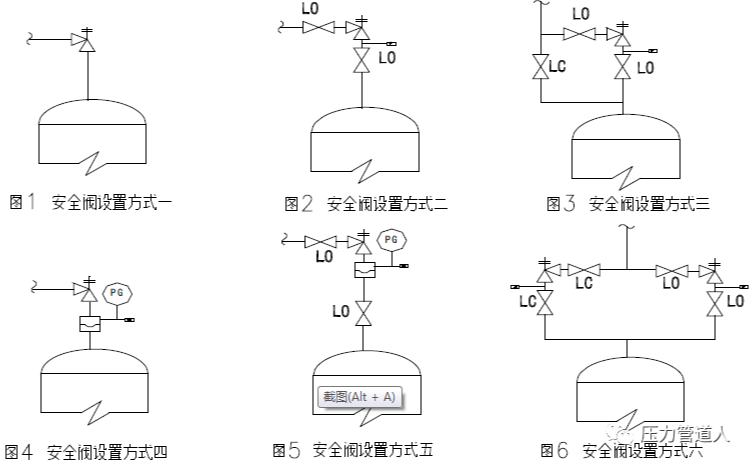 LO
LO
图1 安全阀设置方式一
LO
LC
LO
图2 安全阀设置方式二
图3 安全阀设置方式三
PG
图4 安全阀设置方式四
LO
PG
LO
截图(Alt + A)
图5 安全阀设置方式五
LC
LC
LO
LO
压力管道人
图6 安全阀设置方式六